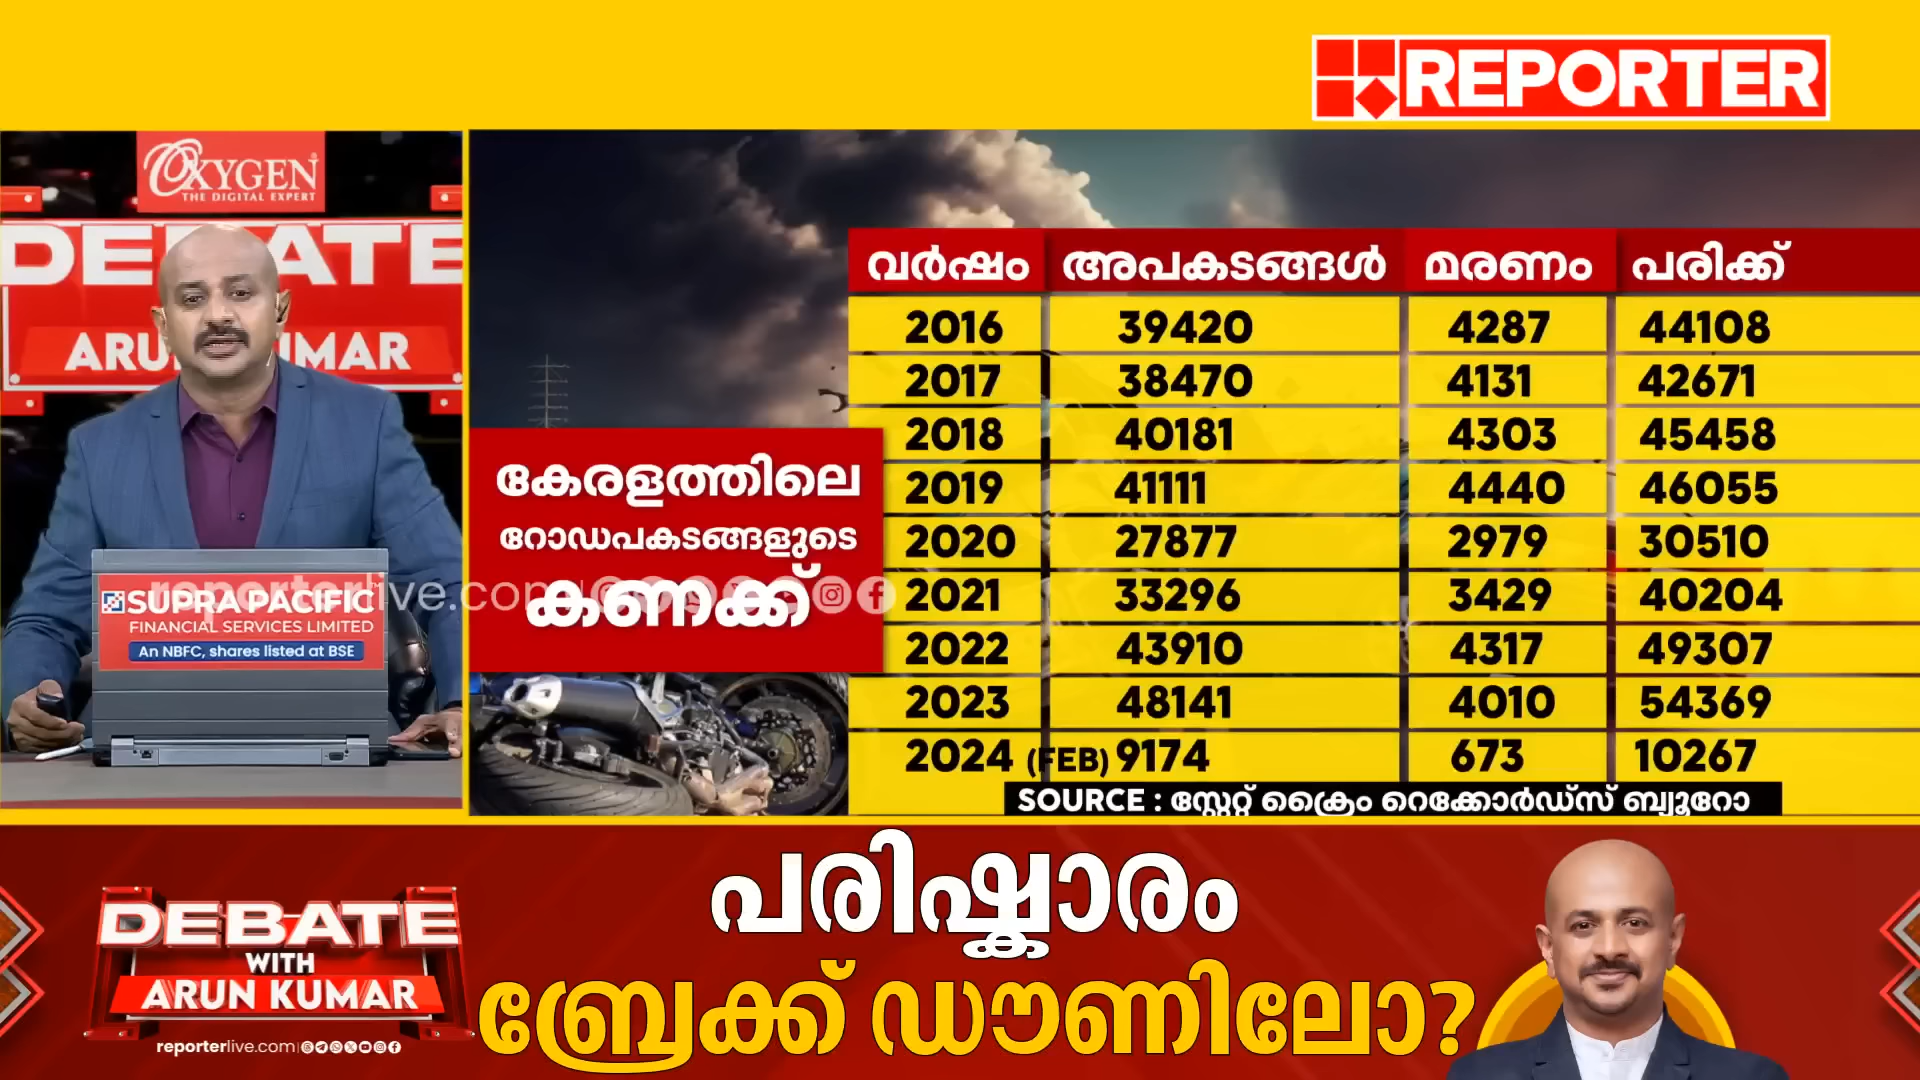 REPORTER
OXYGEN
THE DIGITAL EXPERT
DEBATE
ARUN KUMAR
SUPRA PACIFIC
FINANCIAL SERVICES LIMITED
An NBFC, shares listed at BSE
reporterlive.com
കേരളത്തിലെ
റോഡപകടങ്ങളുടെ
കണക്ക്
വർഷം അപകടങ്ങൾ മരണം പരിക്ക്
2016 39420 4287 44108
2017 38470 4131 42671
2018 40181 4303 45458
2019 41111 4440 46055
2020 27877 2979 30510
2021 33296 3429 40204
2022 43910 4317 49307
2023 48141 4010 54369
2024 (FEB) 9174 673 10267
SOURCE : സ്റ്റേറ്റ് ക്രൈം റെക്കോർഡ്സ് ബ്യൂറോ
പരിഷ്കാരം
ബ്രേക്ക് ഡൗണിലോ?
DEBATE
WITH
ARUN KUMAR
reporterlive.com